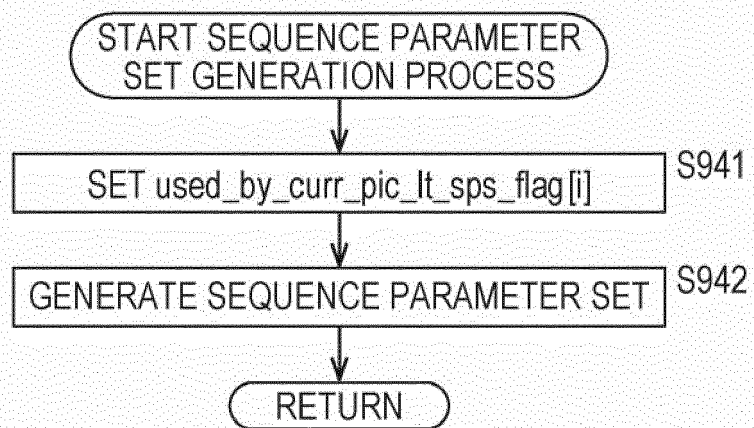 START SEQUENCE PARAMETER
SET GENERATION PROCESS
SET used_by_curr_pic_lt_sps_flag[i]
S941
GENERATE SEQUENCE PARAMETER SET
S942
RETURN